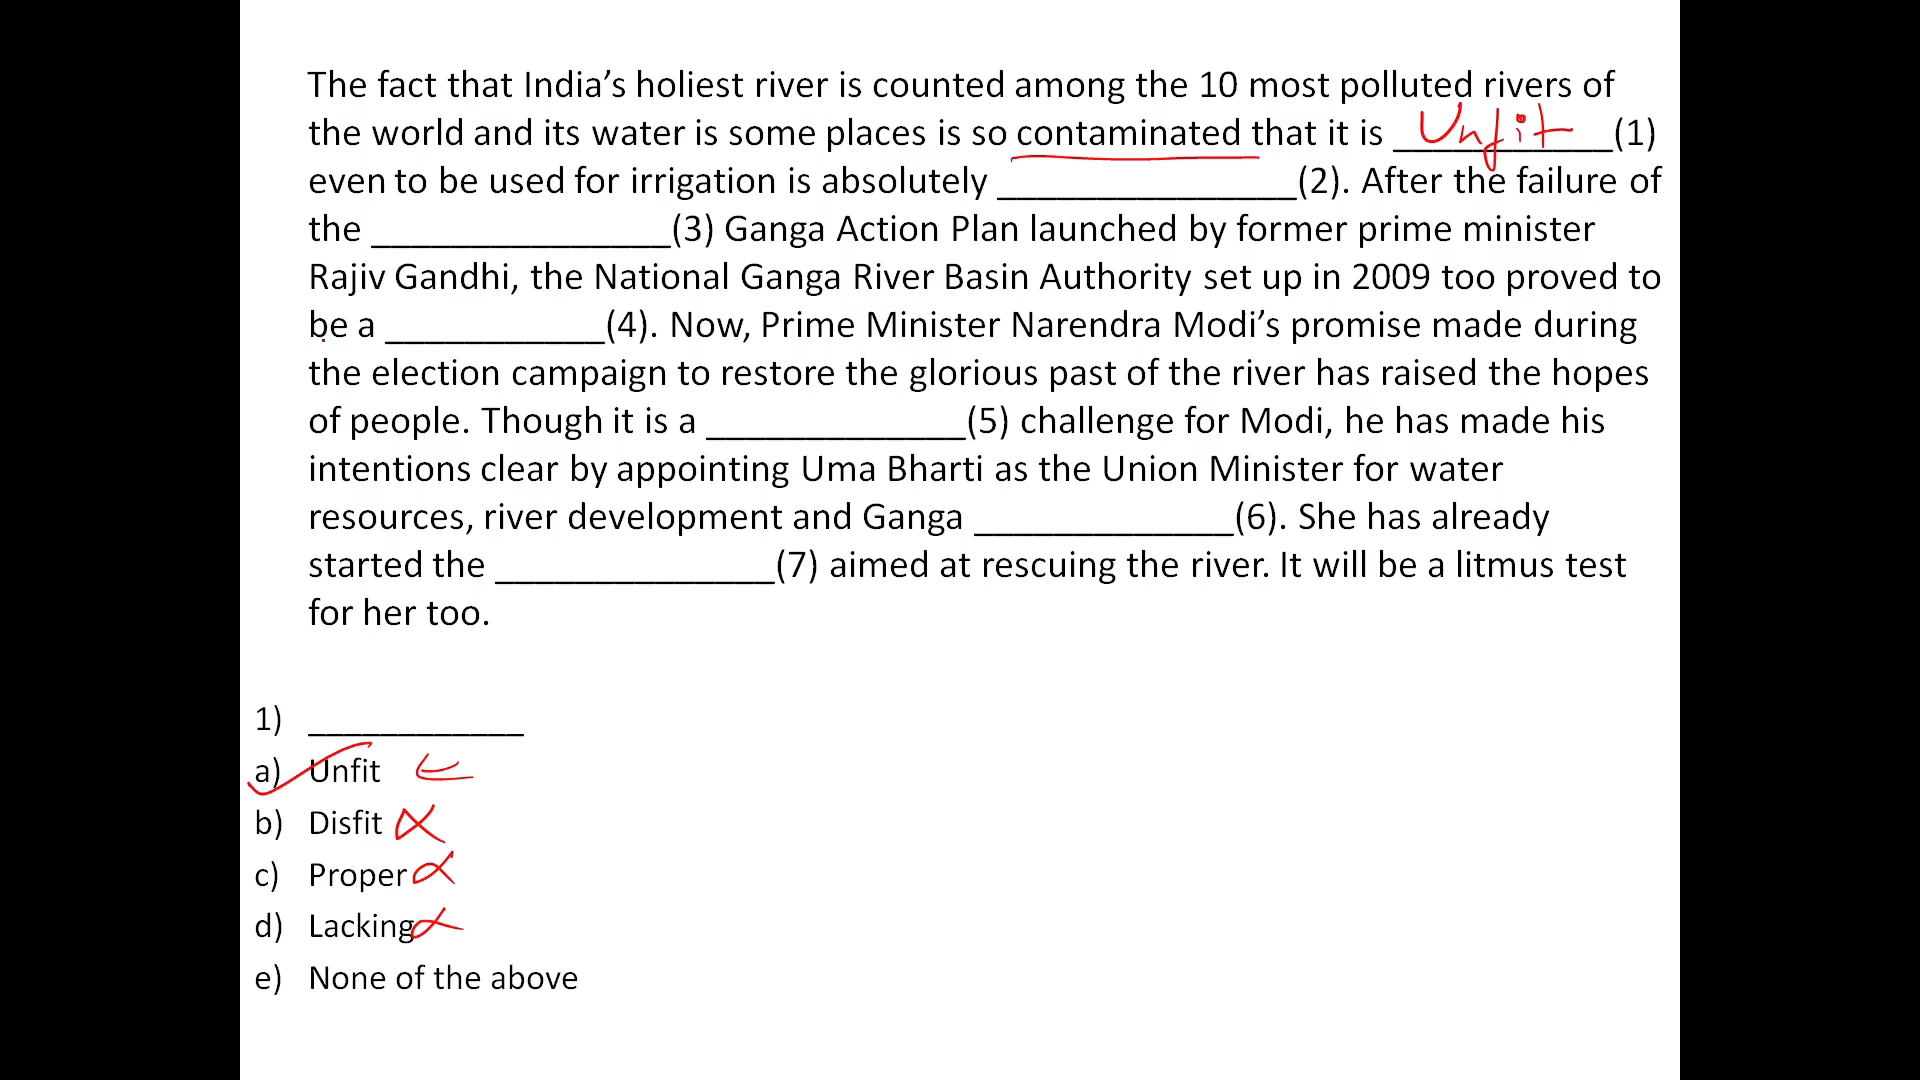 The fact that India’s holiest river is counted among the 10 most polluted rivers of
the world and its water is some places is so contaminated that it is Unfit(1)
even to be used for irrigation is absolutely _______________(2). After the failure of
the _______________(3) Ganga Action Plan launched by former prime minister
Rajiv Gandhi, the National Ganga River Basin Authority set up in 2009 too proved to
be a ___________(4). Now, Prime Minister Narendra Modi’s promise made during
the election campaign to restore the glorious past of the river has raised the hopes
of people. Though it is a _____________(5) challenge for Modi, he has made his
intentions clear by appointing Uma Bharti as the Union Minister for water
resources, river development and Ganga _____________(6). She has already
started the ______________(7) aimed at rescuing the river. It will be a litmus test
for her too.
1) ____________
a) Unfit
b) Disfit
c) Proper
d) Lacking
e) None of the above